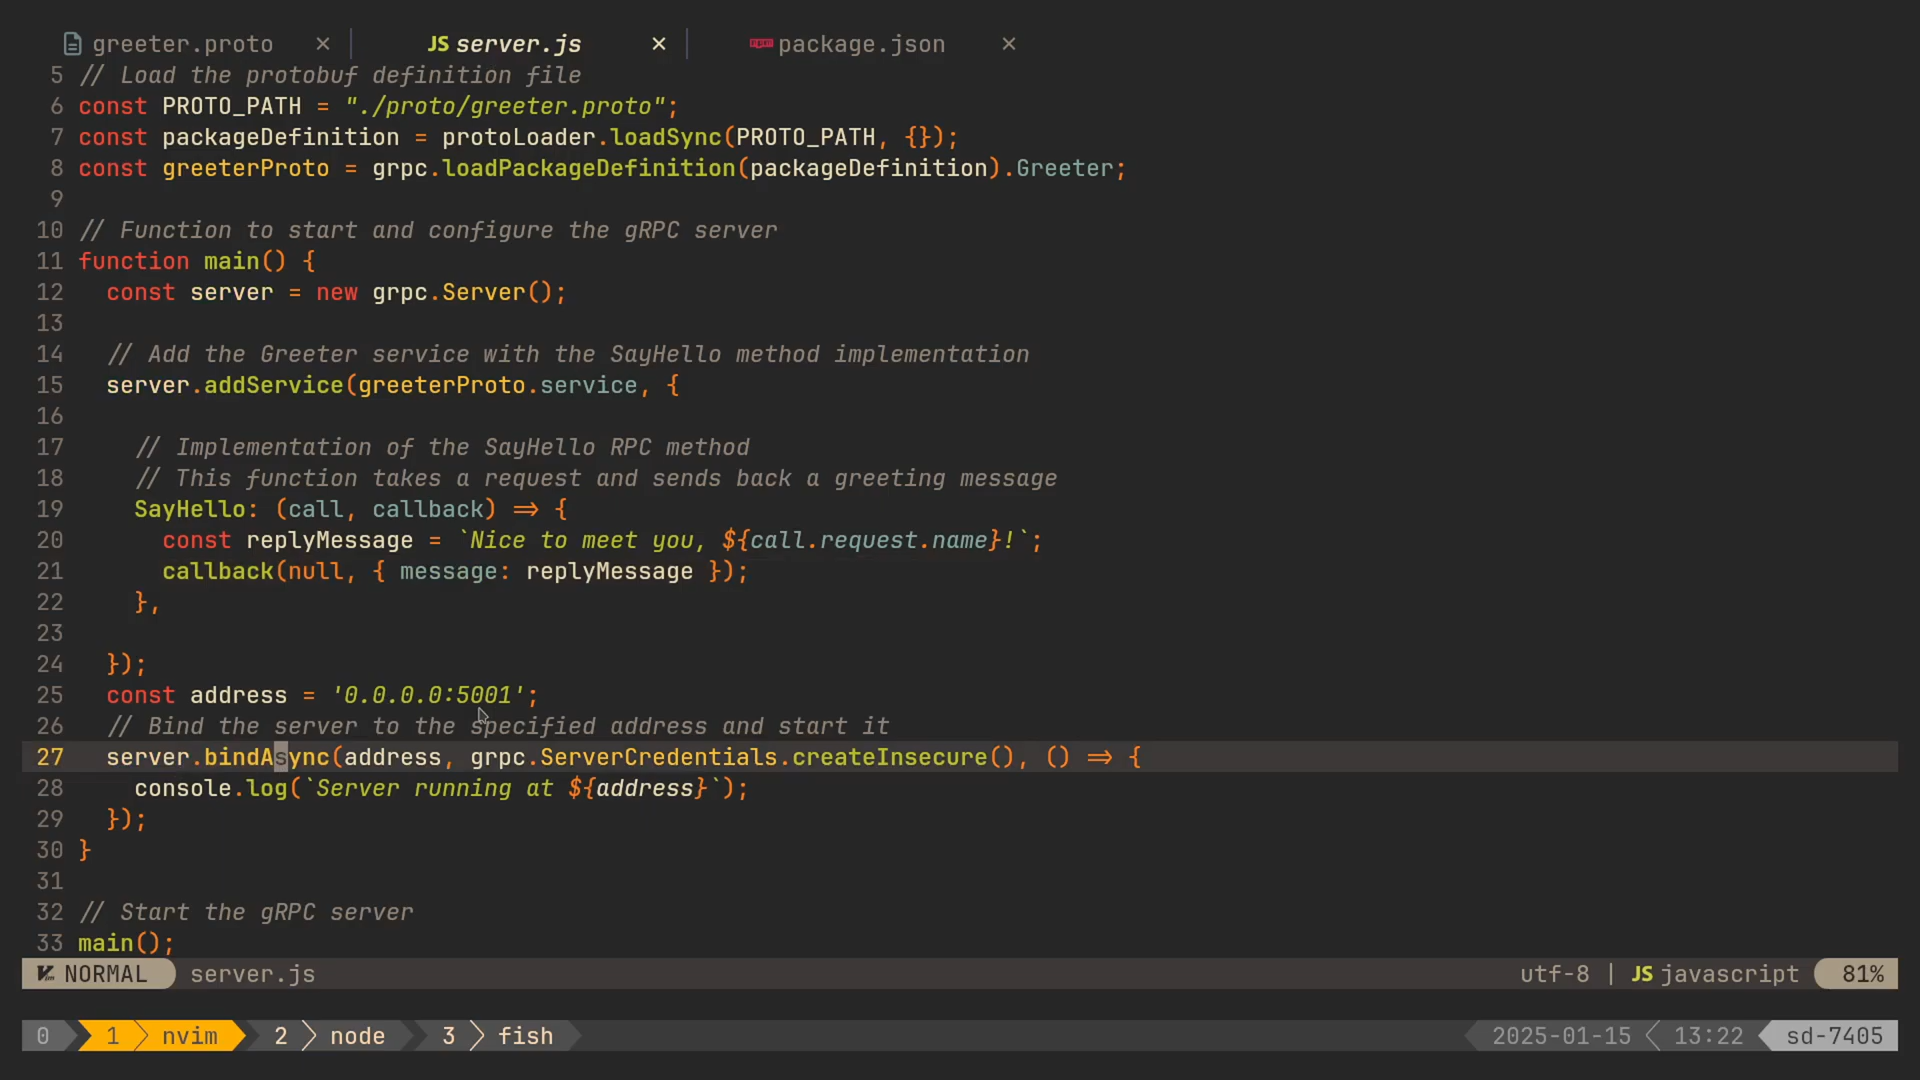 greeter.proto × JS server.js × npm package.json ×
5 // Load the protobuf definition file
6 const PROTO_PATH = "./proto/greeter.proto";
7 const packageDefinition = protoLoader.loadSync(PROTO_PATH, {});
8 const greeterProto = grpc.loadPackageDefinition(packageDefinition).Greeter;
9
10 // Function to start and configure the gRPC server
11 function main() {
12   const server = new grpc.Server();
13
14   // Add the Greeter service with the SayHello method implementation
15   server.addService(greeterProto.service, {
16
17     // Implementation of the SayHello RPC method
18     // This function takes a request and sends back a greeting message
19     SayHello: (call, callback) => {
20       const replyMessage = `Nice to meet you, ${call.request.name}!`;
21       callback(null, { message: replyMessage });
22     },
23
24   });
25   const address = '0.0.0.0:5001';
26   // Bind the server to the specified address and start it
27   server.bindAsync(address, grpc.ServerCredentials.createInsecure(), () => {
28     console.log(`Server running at ${address}`);
29   });
30 }
31
32 // Start the gRPC server
33 main();
NORMAL server.js utf-8 | JS javascript 81%
0 1 nvim 2 node 3 fish 2025-01-15 13:22 sd-7405